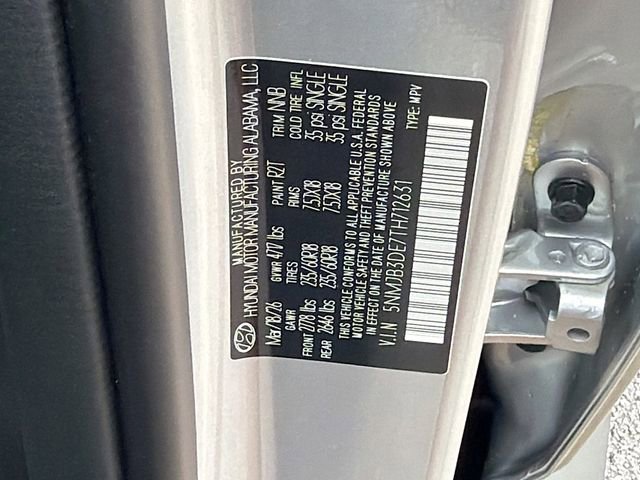 MANUFACTURED BY
HYUNDAI MOTOR MANUFACTURING ALABAMA, LLC
Mar/18/26 GVWR 4717 lbs PAINT R2T TRIM NNB
GAWR TIRES RIMS COLD TIRE INFL
FRONT 2778 lbs 235/60R18 7.5JX18 35 psi SINGLE
REAR 2646 lbs 235/60R18 7.5JX18 35 psi SINGLE
THIS VEHICLE CONFORMS TO ALL APPLICABLE U.S.A. FEDERAL
MOTOR VEHICLE SAFETY AND THEFT PREVENTION STANDARDS
IN EFFECT ON THE DATE OF MANUFACTURE SHOWN ABOVE
V.I.N 5NMJB3DE7TH712631 TYPE: MPV